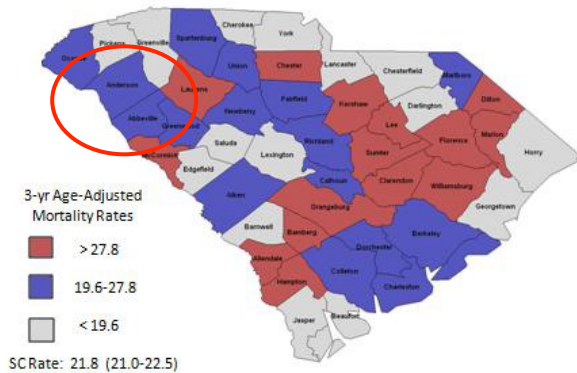 Cherokee
Spartanburg
York
Oconee
Pickens
Greenville
Union
Chester
Lancaster
Chesterfield
Marlboro
Anderson
Laurens
Fairfield
Kershaw
Darlington
Dillon
Abbeville
Greenwood
Newberry
Lee
Florence
Marion
McCormick
Saluda
Richland
Sumter
Horry
Edgefield
Lexington
Calhoun
Clarendon
Williamsburg
Aiken
Orangeburg
Georgetown
Barnwell
Bamberg
Dorchester
Berkeley
Allendale
Colleton
Charleston
Hampton
Jasper
Beaufort
3-yr Age-Adjusted
Mortality Rates
> 27.8
19.6-27.8
< 19.6
SC Rate: 21.8 (21.0-22.5)